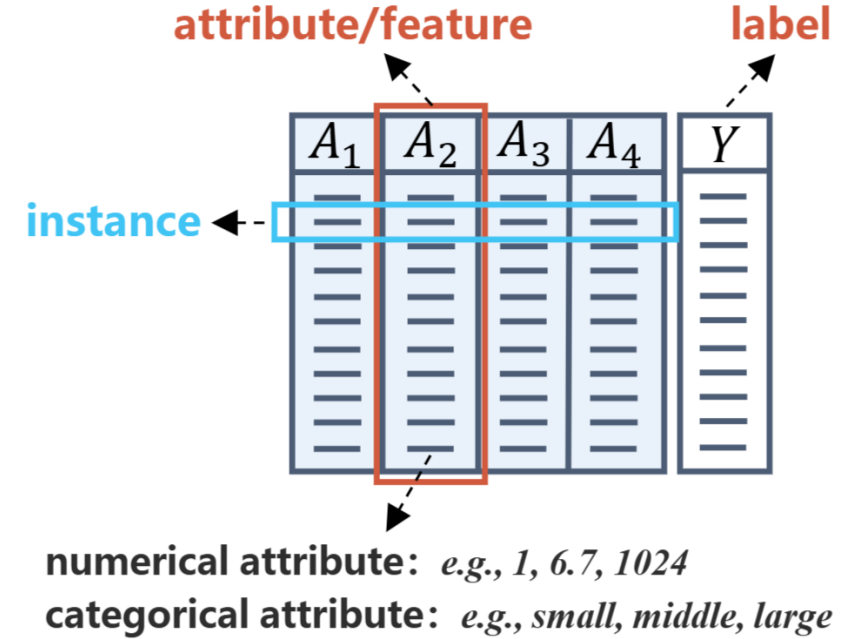 attribute/feature label
A₁ A₂ A₃ A₄ Y
instance
numerical attribute: e.g., 1, 6.7, 1024
categorical attribute: e.g., small, middle, large